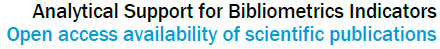 Analytical Support for Bibliometrics Indicators
Open access availability of scientific publications